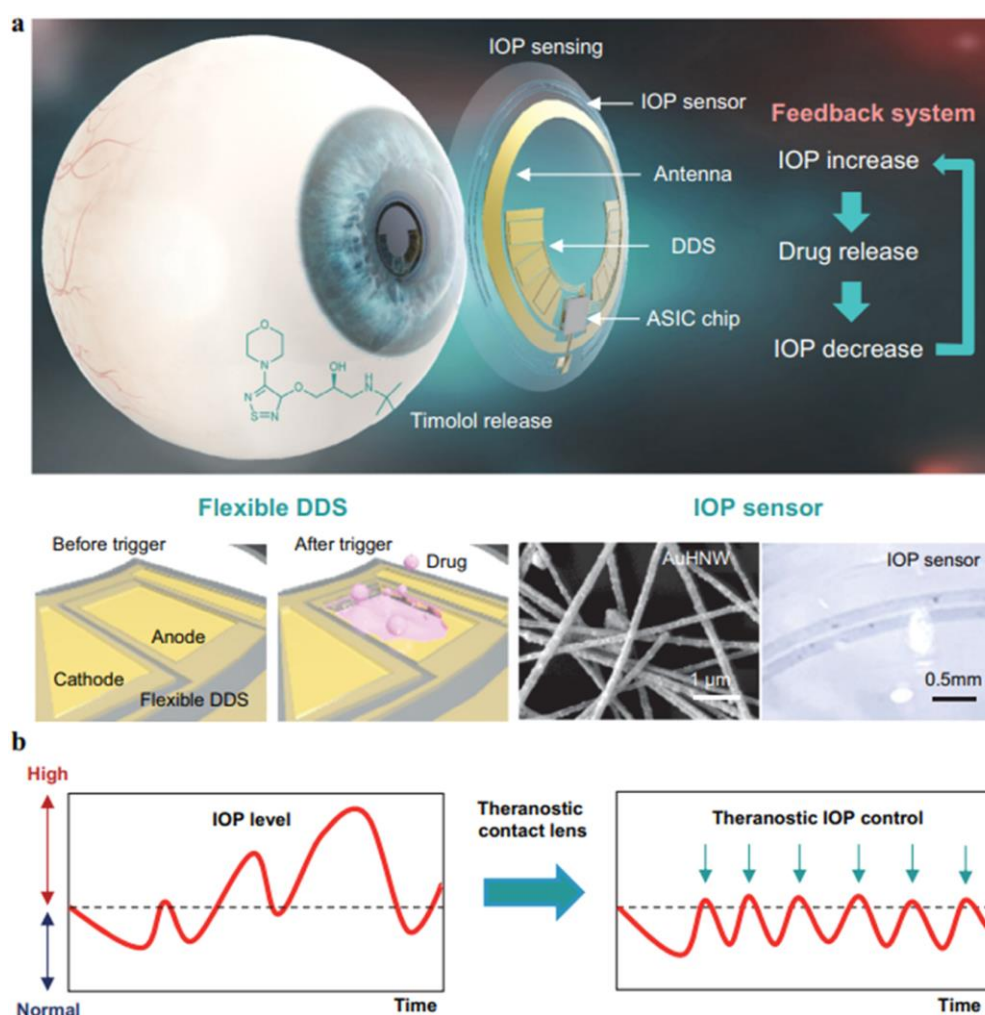 a
IOP sensing
IOP sensor
Antenna
DDS
ASIC chip
Feedback system
IOP increase
Drug release
IOP decrease
O
N
N
S=N
O
OH
H
N
Timolol release
Flexible DDS
IOP sensor
Before trigger
After trigger
Drug
Anode
Cathode
Flexible DDS
AuHNW
1 µm
IOP sensor
0.5mm
b
High
Normal
IOP level
Time
Theranostic
contact lens
Theranostic IOP control
Time